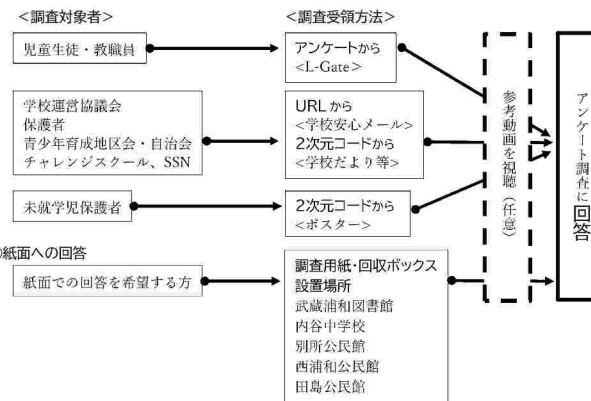 <調査対象者>
<調査受領方法>
児童生徒・教職員
アンケートから
<L-Gate>
学校運営協議会
保護者
青少年育成地区会・自治会
チャレンジスクール、SSN
URLから
<学校安心メール>
2次元コードから
<学校だより等>
未就学児保護者
2次元コードから
<ポスター>
紙面への回答
紙面での回答を希望する方
調査用紙・回収ボックス
設置場所
武蔵浦和図書館
内谷中学校
別所公民館
西浦和公民館
田島公民館
参考動画を視聴(任意)
アンケート調査に回答